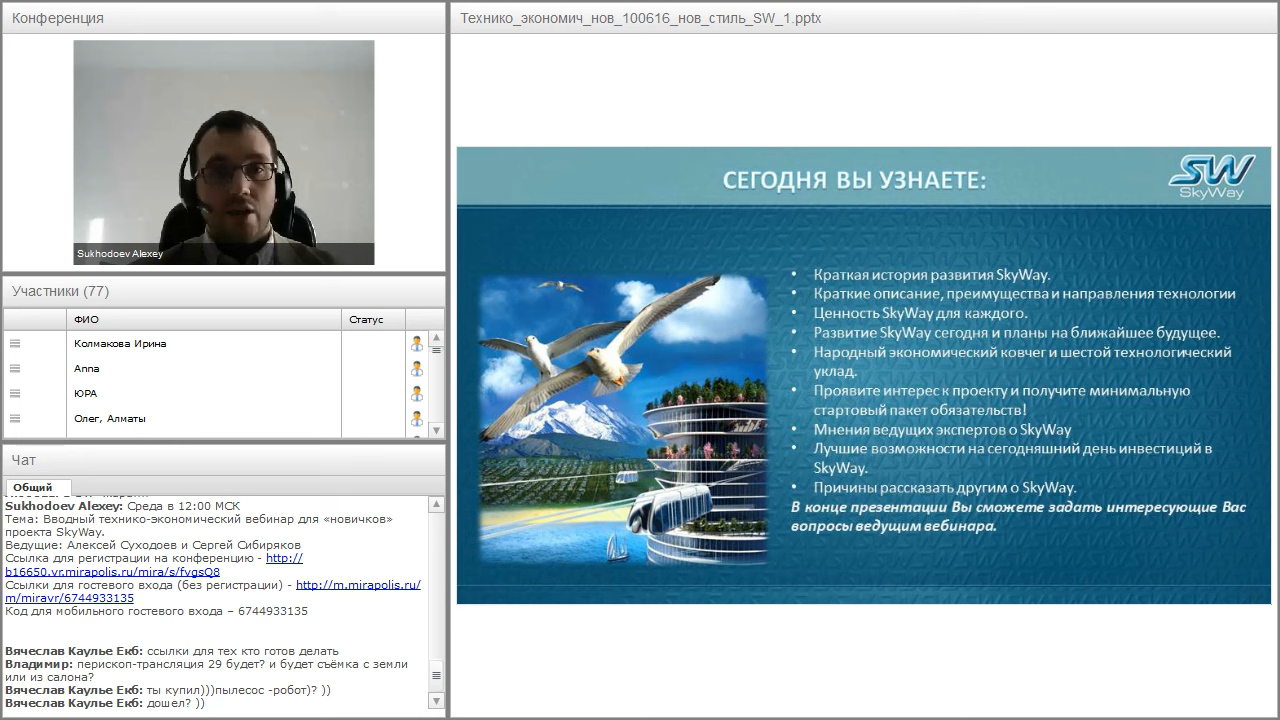 Конференция
Sukhodoev Alexey
Участники (77)
ФИО
Статус
Колмакова Ирина
Anna
ЮРА
Олег, Алматы
Чат
Общий
Sukhodoev Alexey: Среда в 12:00 МСК
Тема: Вводный технико-экономический вебинар для «новичков»
проекта SkyWay.
Ведущие: Алексей Суходоев и Сергей Сибиряков
Ссылка для регистрации на конференцию - http://
b16650.vr.mirapolis.ru/mira/s/fvgsQ8
Ссылки для гостевого входа (без регистрации) - http://m.mirapolis.ru/
m/miravr/6744933135
Код для мобильного гостевого входа – 6744933135
Вячеслав Каулье Екб: ссылки для тех кто готов делать
Владимир: перископ-трансляция 29 будет? и будет съёмка с земли
или из салона?
Вячеслав Каулье Екб: ты купил)))пылесос -робот)? ))
Вячеслав Каулье Екб: дошел? ))
Технико_экономич_нов_100616_нов_стиль_SW_1.pptx
СЕГОДНЯ ВЫ УЗНАЕТЕ:
SW
SkyWay
• Краткая история развития SkyWay.
• Краткие описание, преимущества и направления технологии
• Ценность SkyWay для каждого.
• Развитие SkyWay сегодня и планы на ближайшее будущее.
• Народный экономический ковчег и шестой технологический
уклад.
• Проявите интерес к проекту и получите минимальную
стартовый пакет обязательств!
• Мнения ведущих экспертов о SkyWay
• Лучшие возможности на сегодняшний день инвестиций в
SkyWay.
• Причины рассказать другим о SkyWay.
В конце презентации Вы сможете задать интересующие Вас
вопросы ведущим вебинара.